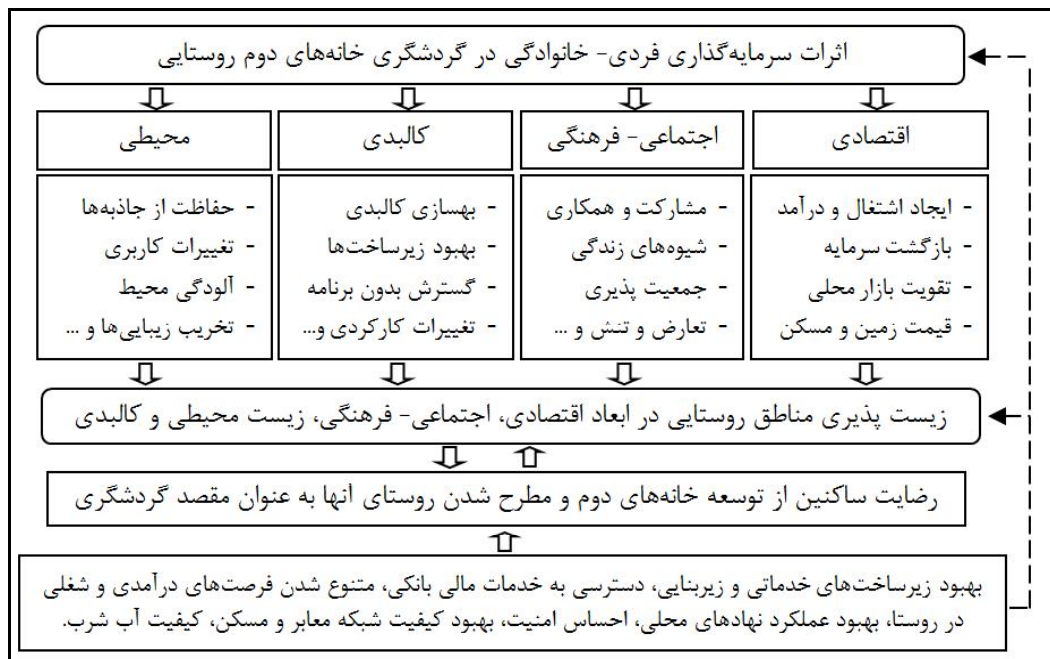 اثرات سرمایه‌گذاری فردی- خانوادگی در گردشگری خانه‌های دوم روستایی
اقتصادی
- ایجاد اشتغال و درآمد
- بازگشت سرمایه
- تقویت بازار محلی
- قیمت زمین و مسکن
اجتماعی- فرهنگی
- مشارکت و همکاری
- شیوه‌های زندگی
- جمعیت پذیری
- تعارض و تنش و ...
کالبدی
- بهسازی کالبدی
- بهبود زیرساخت‌ها
- گسترش بدون برنامه
- تغییرات کارکردی و...
محیطی
- حفاظت از جاذبه‌ها
- تغییرات کاربری
- آلودگی محیط
- تخریب زیبایی‌ها و ...
زیست پذیری مناطق روستایی در ابعاد اقتصادی، اجتماعی- فرهنگی، زیست محیطی و کالبدی
رضایت ساکنین از توسعه خانه‌های دوم و مطرح شدن روستای آنها به عنوان مقصد گردشگری
بهبود زیرساخت‌های خدماتی و زیربنایی، دسترسی به خدمات مالی بانکی، متنوع شدن فرصت‌های درآمدی و شغلی
در روستا، بهبود عملکرد نهادهای محلی، احساس امنیت، بهبود کیفیت شبکه معابر و مسکن، کیفیت آب شرب.